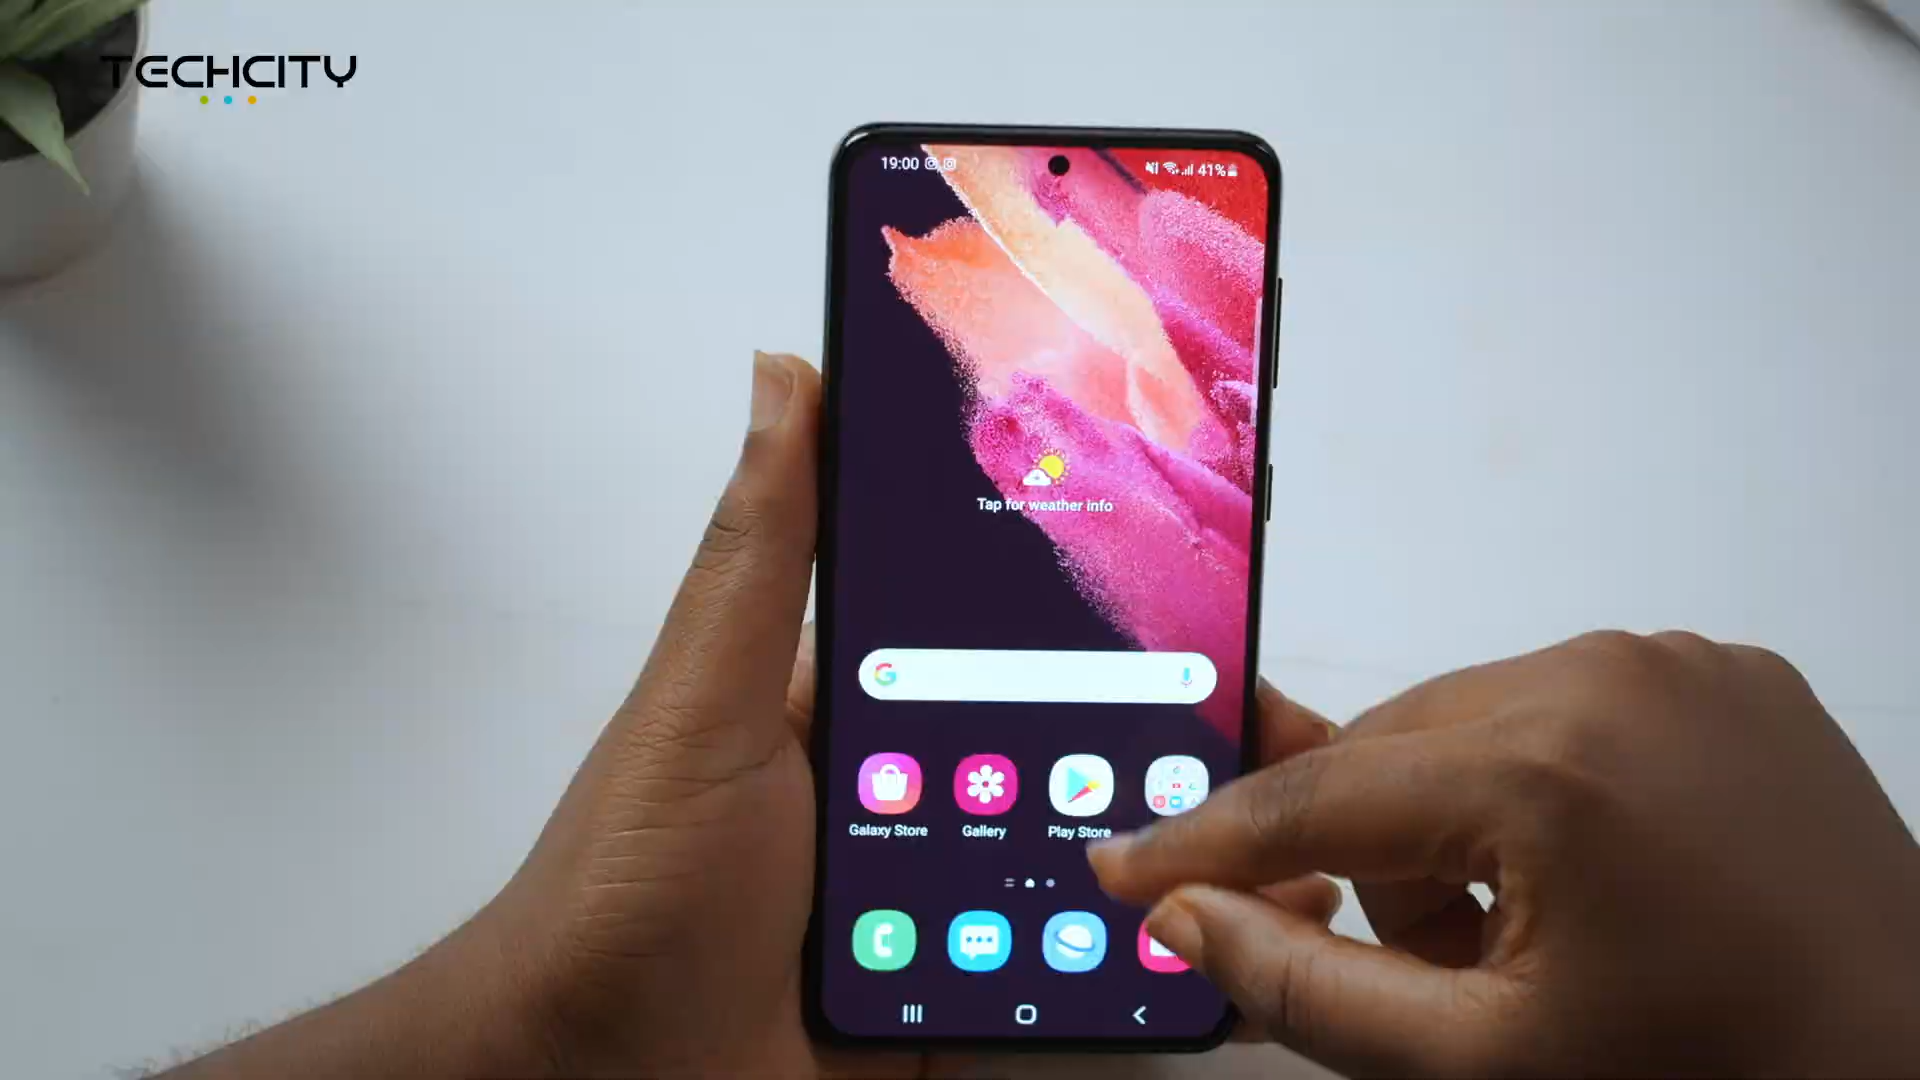 TECHCITY
19:00
41%
Tap for weather info
Galaxy Store
Gallery
Play Store